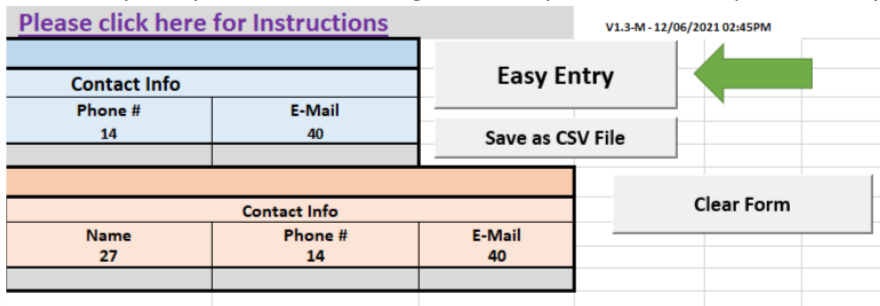 Please click here for Instructions
V1.3-M - 12/06/2021 02:45PM
Contact Info
Easy Entry
Phone # E-Mail
14 40
Save as CSV File
Clear Form
Contact Info
Name Phone # E-Mail
27 14 40